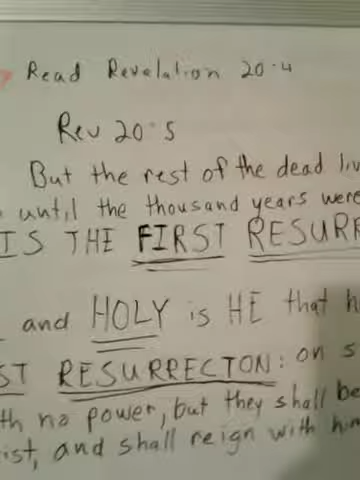 Read Revelation 20:4
Rev 20:5
But the rest of the dead liv
until the thousand years were
IS THE FIRST RESURR
and HOLY is HE that h
ST RESURRECTON: on s
th no power, but they shall be
ist, and shall reign with him